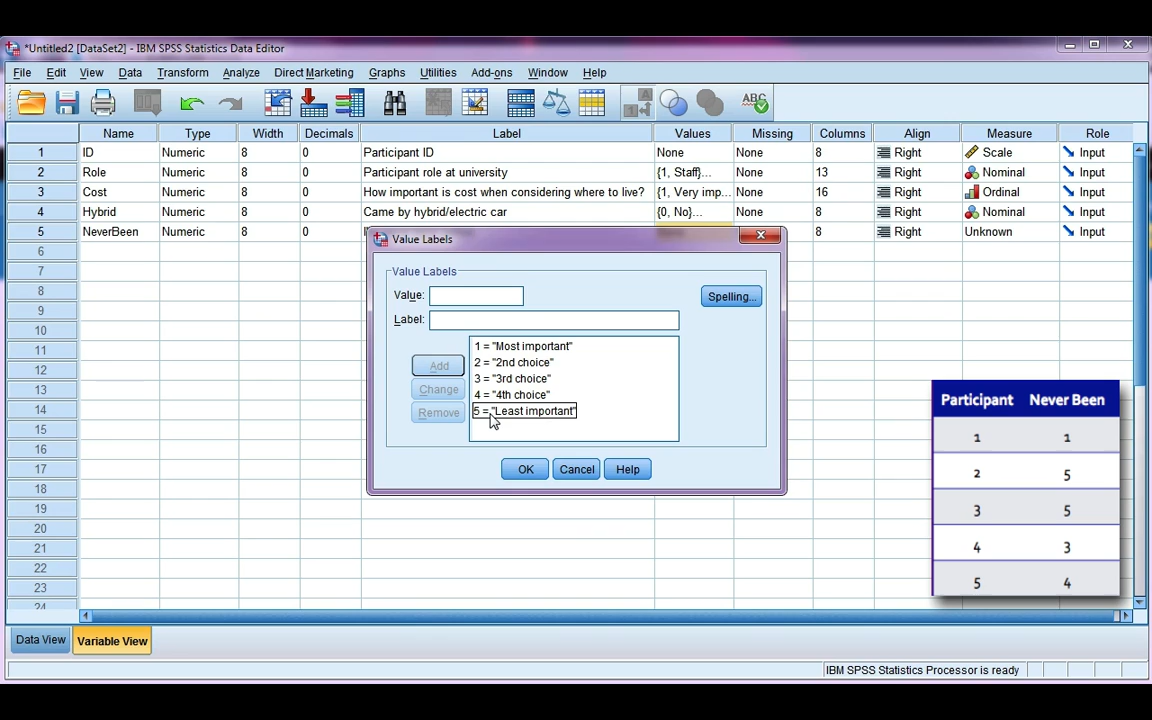 *Untitled2 [DataSet2] - IBM SPSS Statistics Data Editor
File Edit View Data Transform Analyze Direct Marketing Graphs Utilities Add-ons Window Help
Name Type Width Decimals Label Values Missing Columns Align Measure Role
1 ID Numeric 8 0 Participant ID None None 8 Right Scale Input
2 Role Numeric 8 0 Participant role at university {1, Staff}... None 13 Right Nominal Input
3 Cost Numeric 8 0 How important is cost when considering where to live? {1, Very imp... None 16 Right Ordinal Input
4 Hybrid Numeric 8 0 Came by hybrid/electric car {0, No}... None 8 Right Nominal Input
5 NeverBeen Numeric 8 0 8 Right Unknown Input
6
7
8
9
10
11
12
13
14
15
16
17
18
19
20
21
22
23
24
Value Labels
Value Labels
Value:
Spelling...
Label:
Add
Change
Remove
1 = "Most important"
2 = "2nd choice"
3 = "3rd choice"
4 = "4th choice"
5 = "Least important"
OK Cancel Help
Participant Never Been
1 1
2 5
3 5
4 3
5 4
Data View Variable View
IBM SPSS Statistics Processor is ready